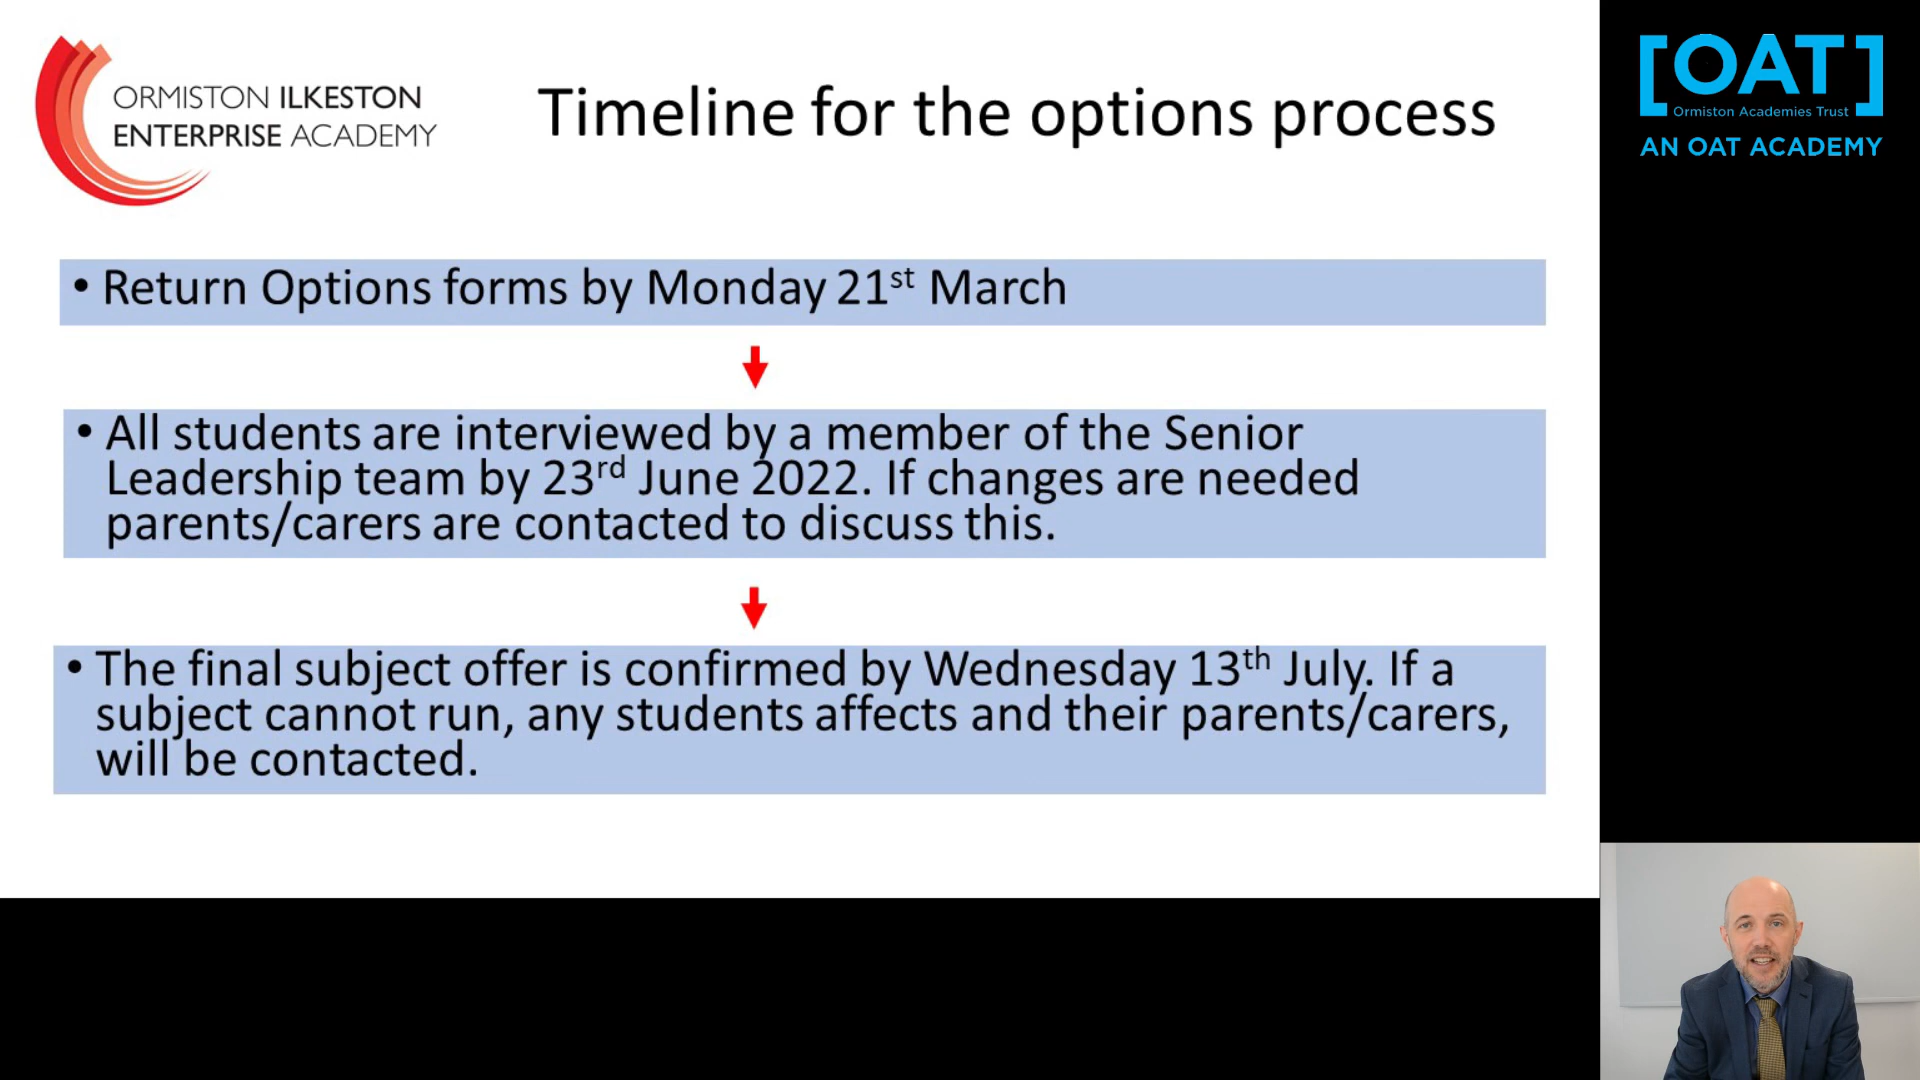 ORMISTON ILKESTON
ENTERPRISE ACADEMY
Timeline for the options process
[OAT]
Ormiston Academies Trust
AN OAT ACADEMY
• Return Options forms by Monday 21st March
• All students are interviewed by a member of the Senior
Leadership team by 23rd June 2022. If changes are needed
parents/carers are contacted to discuss this.
• The final subject offer is confirmed by Wednesday 13th July. If a
subject cannot run, any students affects and their parents/carers,
will be contacted.